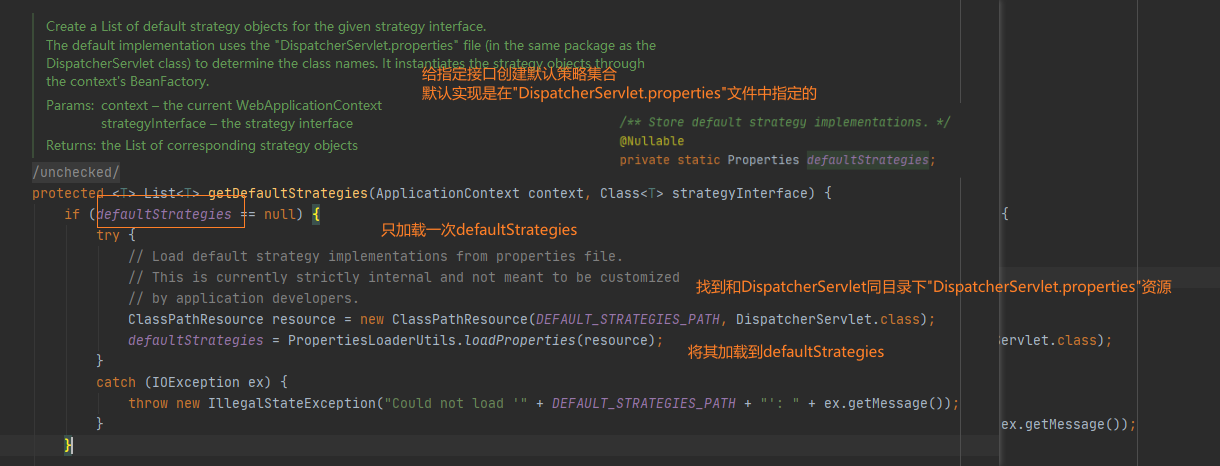 Create a List of default strategy objects for the given strategy interface.
The default implementation uses the "DispatcherServlet.properties" file (in the same package as the
DispatcherServlet class) to determine the class names. It instantiates the strategy objects through
the context's BeanFactory.
给指定接口创建默认策略集合
默认实现是在"DispatcherServlet.properties"文件中指定的
Params: context – the current WebApplicationContext
strategyInterface – the strategy interface
Returns: the List of corresponding strategy objects
/** Store default strategy implementations. */
@Nullable
private static Properties defaultStrategies;
/unchecked/
protected <T> List<T> getDefaultStrategies(ApplicationContext context, Class<T> strategyInterface) {
if (defaultStrategies == null) {
{
只加载一次defaultStrategies
try {
// Load default strategy implementations from properties file.
// This is currently strictly internal and not meant to be customized
找到和DispatcherServlet同目录下"DispatcherServlet.properties"资源
// by application developers.
ClassPathResource resource = new ClassPathResource(DEFAULT_STRATEGIES_PATH, DispatcherServlet.class);
defaultStrategies = PropertiesLoaderUtils.loadProperties(resource);
ervlet.class);
将其加载到defaultStrategies
}
catch (IOException ex) {
throw new IllegalStateException("Could not load '" + DEFAULT_STRATEGIES_PATH + "': " + ex.getMessage());
}
ex.getMessage());
}